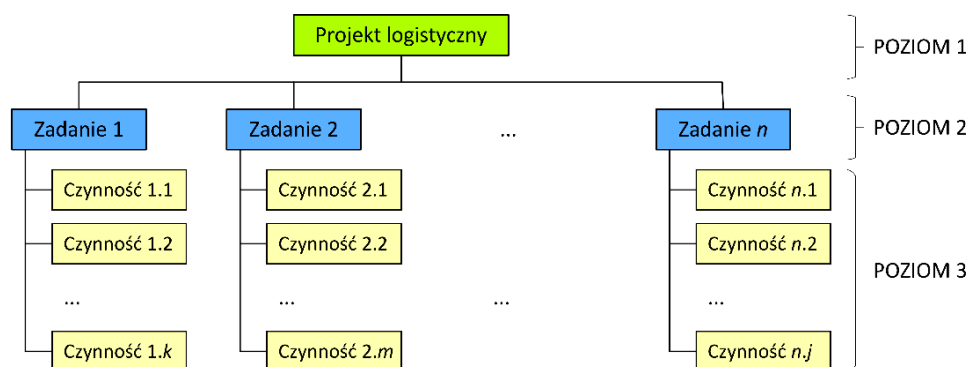 Projekt logistyczny
POZIOM 1
Zadanie 1
Zadanie 2
...
Zadanie n
POZIOM 2
Czynność 1.1
Czynność 2.1
Czynność n.1
Czynność 1.2
Czynność 2.2
Czynność n.2
POZIOM 3
...
...
...
...
Czynność 1.k
Czynność 2.m
Czynność n.j